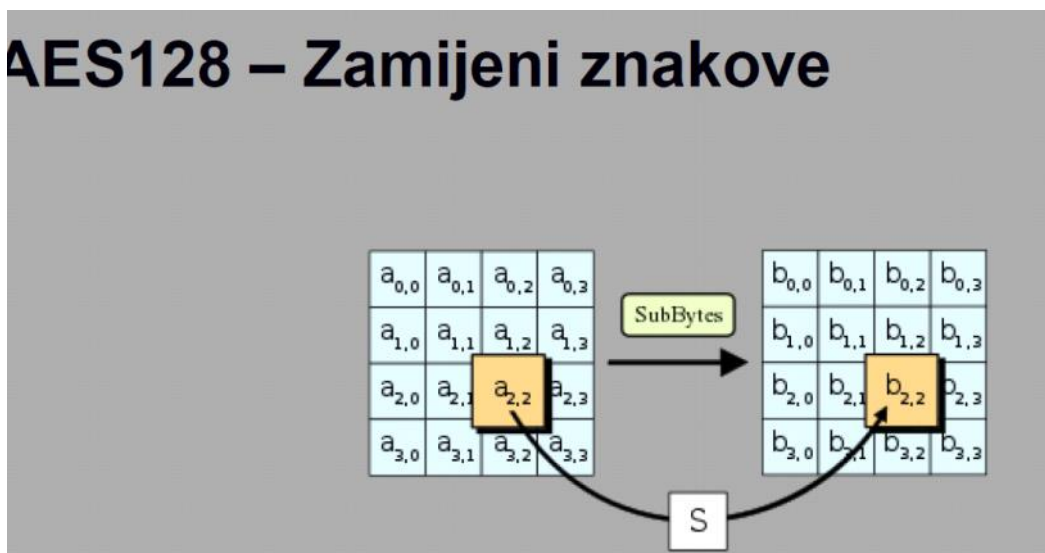 AES128 – Zamijeni znakove
a0,0 a0,1 a0,2 a0,3 b0,0 b0,1 b0,2 b0,3
SubBytes
a1,0 a1,1 a1,2 a1,3 b1,0 b1,1 b1,2 b1,3
a2,0 a2,1 a2,2 a2,3 b2,0 b2,1 b2,2 b2,3
a3,0 a3,1 a3,2 a3,3 b3,0 b3,1 b3,2 b3,3
S